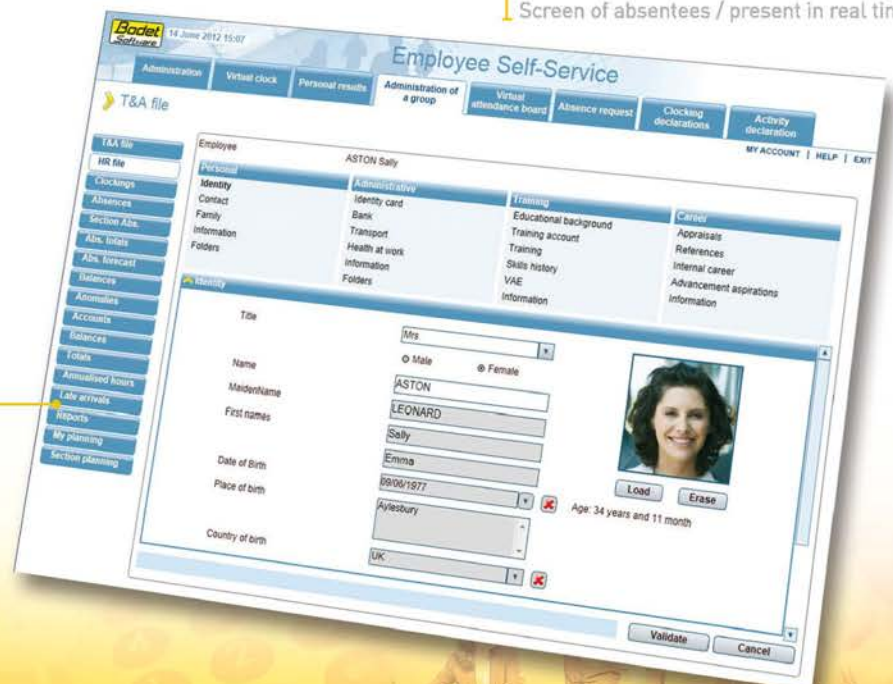 Screen of absentees / present in real tim
Bodet
Software
14 June 2012 15:07
Employee Self-Service
Administration
Virtual clock
Personal results
Administration of
a group
Virtual
attendance board
Absence request
Clocking
declarations
Activity
declaration
T&A file
MY ACCOUNT | HELP | EXIT
T&A file
HR file
Clockings
Absences
Section Abs.
Abs. totals
Abs. forecast
Balances
Anomalies
Accounts
Balances
Totals
Annualised hours
Late arrivals
Reports
My planning
Section planning
Employee ASTON Sally
Personal
Identity
Contact
Family
Information
Folders
Administrative
Identity card
Bank
Transport
Health at work
Information
Folders
Training
Educational background
Training account
Training
Skills history
VAE
Information
Career
Appraisals
References
Internal career
Advancement aspirations
Information
Identity
Title Mrs
Male Female
Name ASTON
MaidenName LEONARD
First names Sally
Emma
Date of Birth 09/06/1977
Place of birth Aylesbury
Country of birth UK
Load Erase
Age: 34 years and 11 month
Validate Cancel